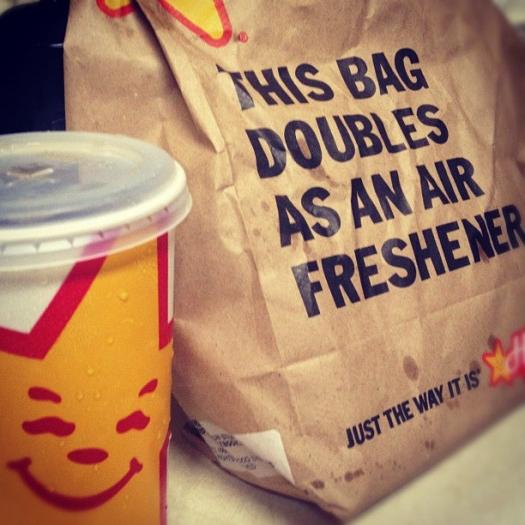 THIS BAG
DOUBLES
AS AN AIR
FRESHENER
JUST THE WAY IT IS